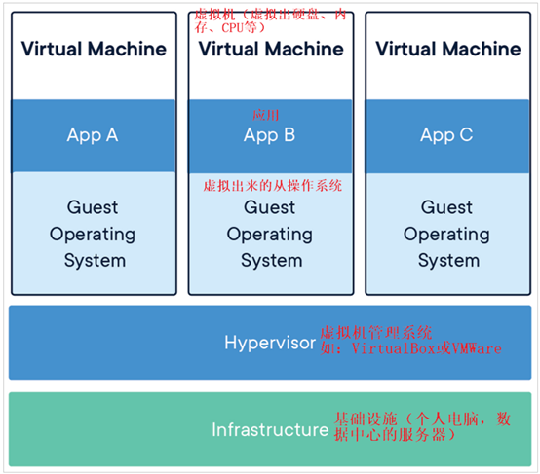 虚拟机（虚拟出硬盘、内
存、CPU等）
Virtual Machine
Virtual Machine
Virtual Machine
应用
App A
App B
App C
虚拟出来的从操作系统
Guest
Operating
System
Guest
Operating
System
Guest
Operating
System
Hypervisor
虚拟机管理系统
如：VirtualBox或VMWare
Infrastructure
基础设施（个人电脑，数
据中心的服务器）